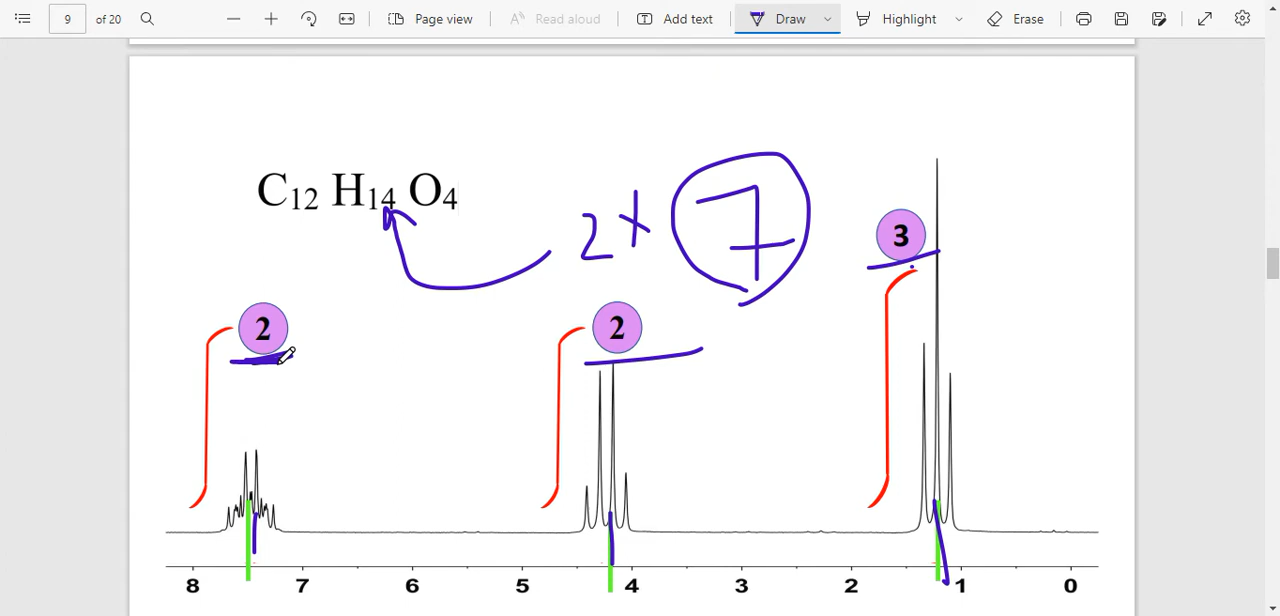 9 of 20 Page view Read aloud Add text Draw Highlight Erase
C12 H14 O4
2 x 7
3
2
2
8 7 6 5 4 3 2 1 0